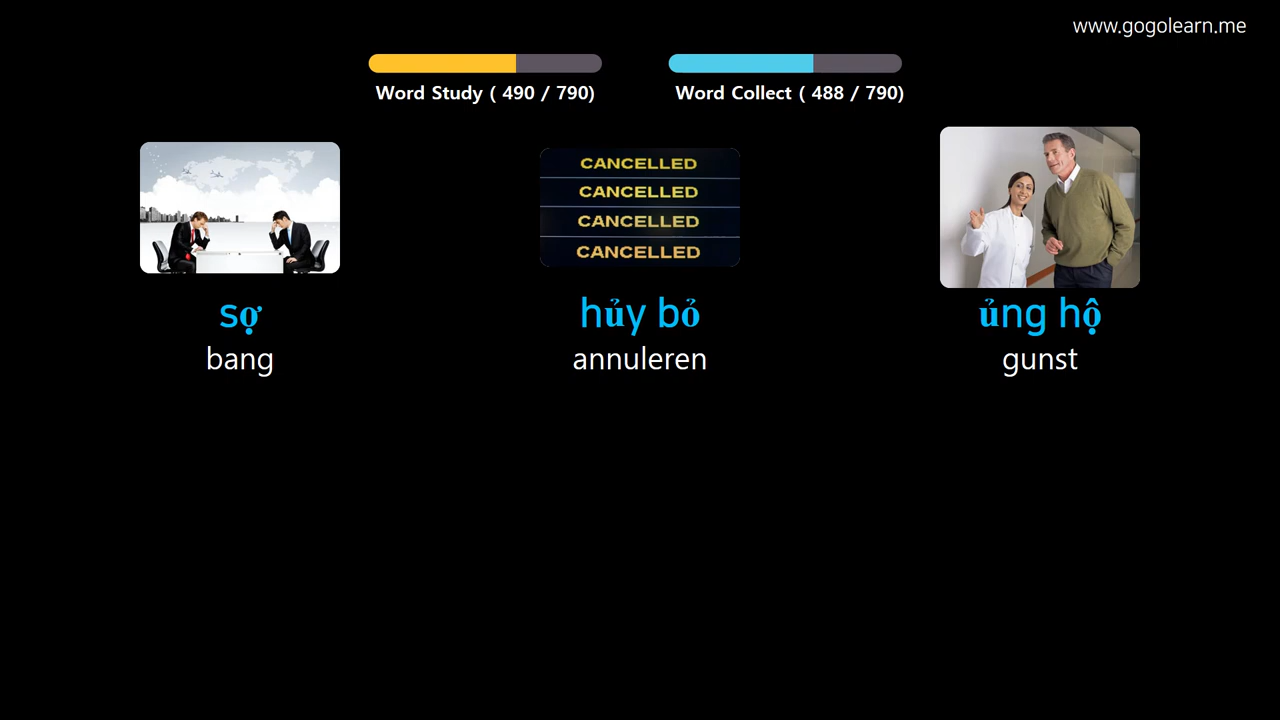 www.gogolearn.me
Word Study ( 490 / 790)
Word Collect ( 488 / 790)
CANCELLED
CANCELLED
CANCELLED
CANCELLED
sợ
hủy bỏ
ủng hộ
bang
annuleren
gunst